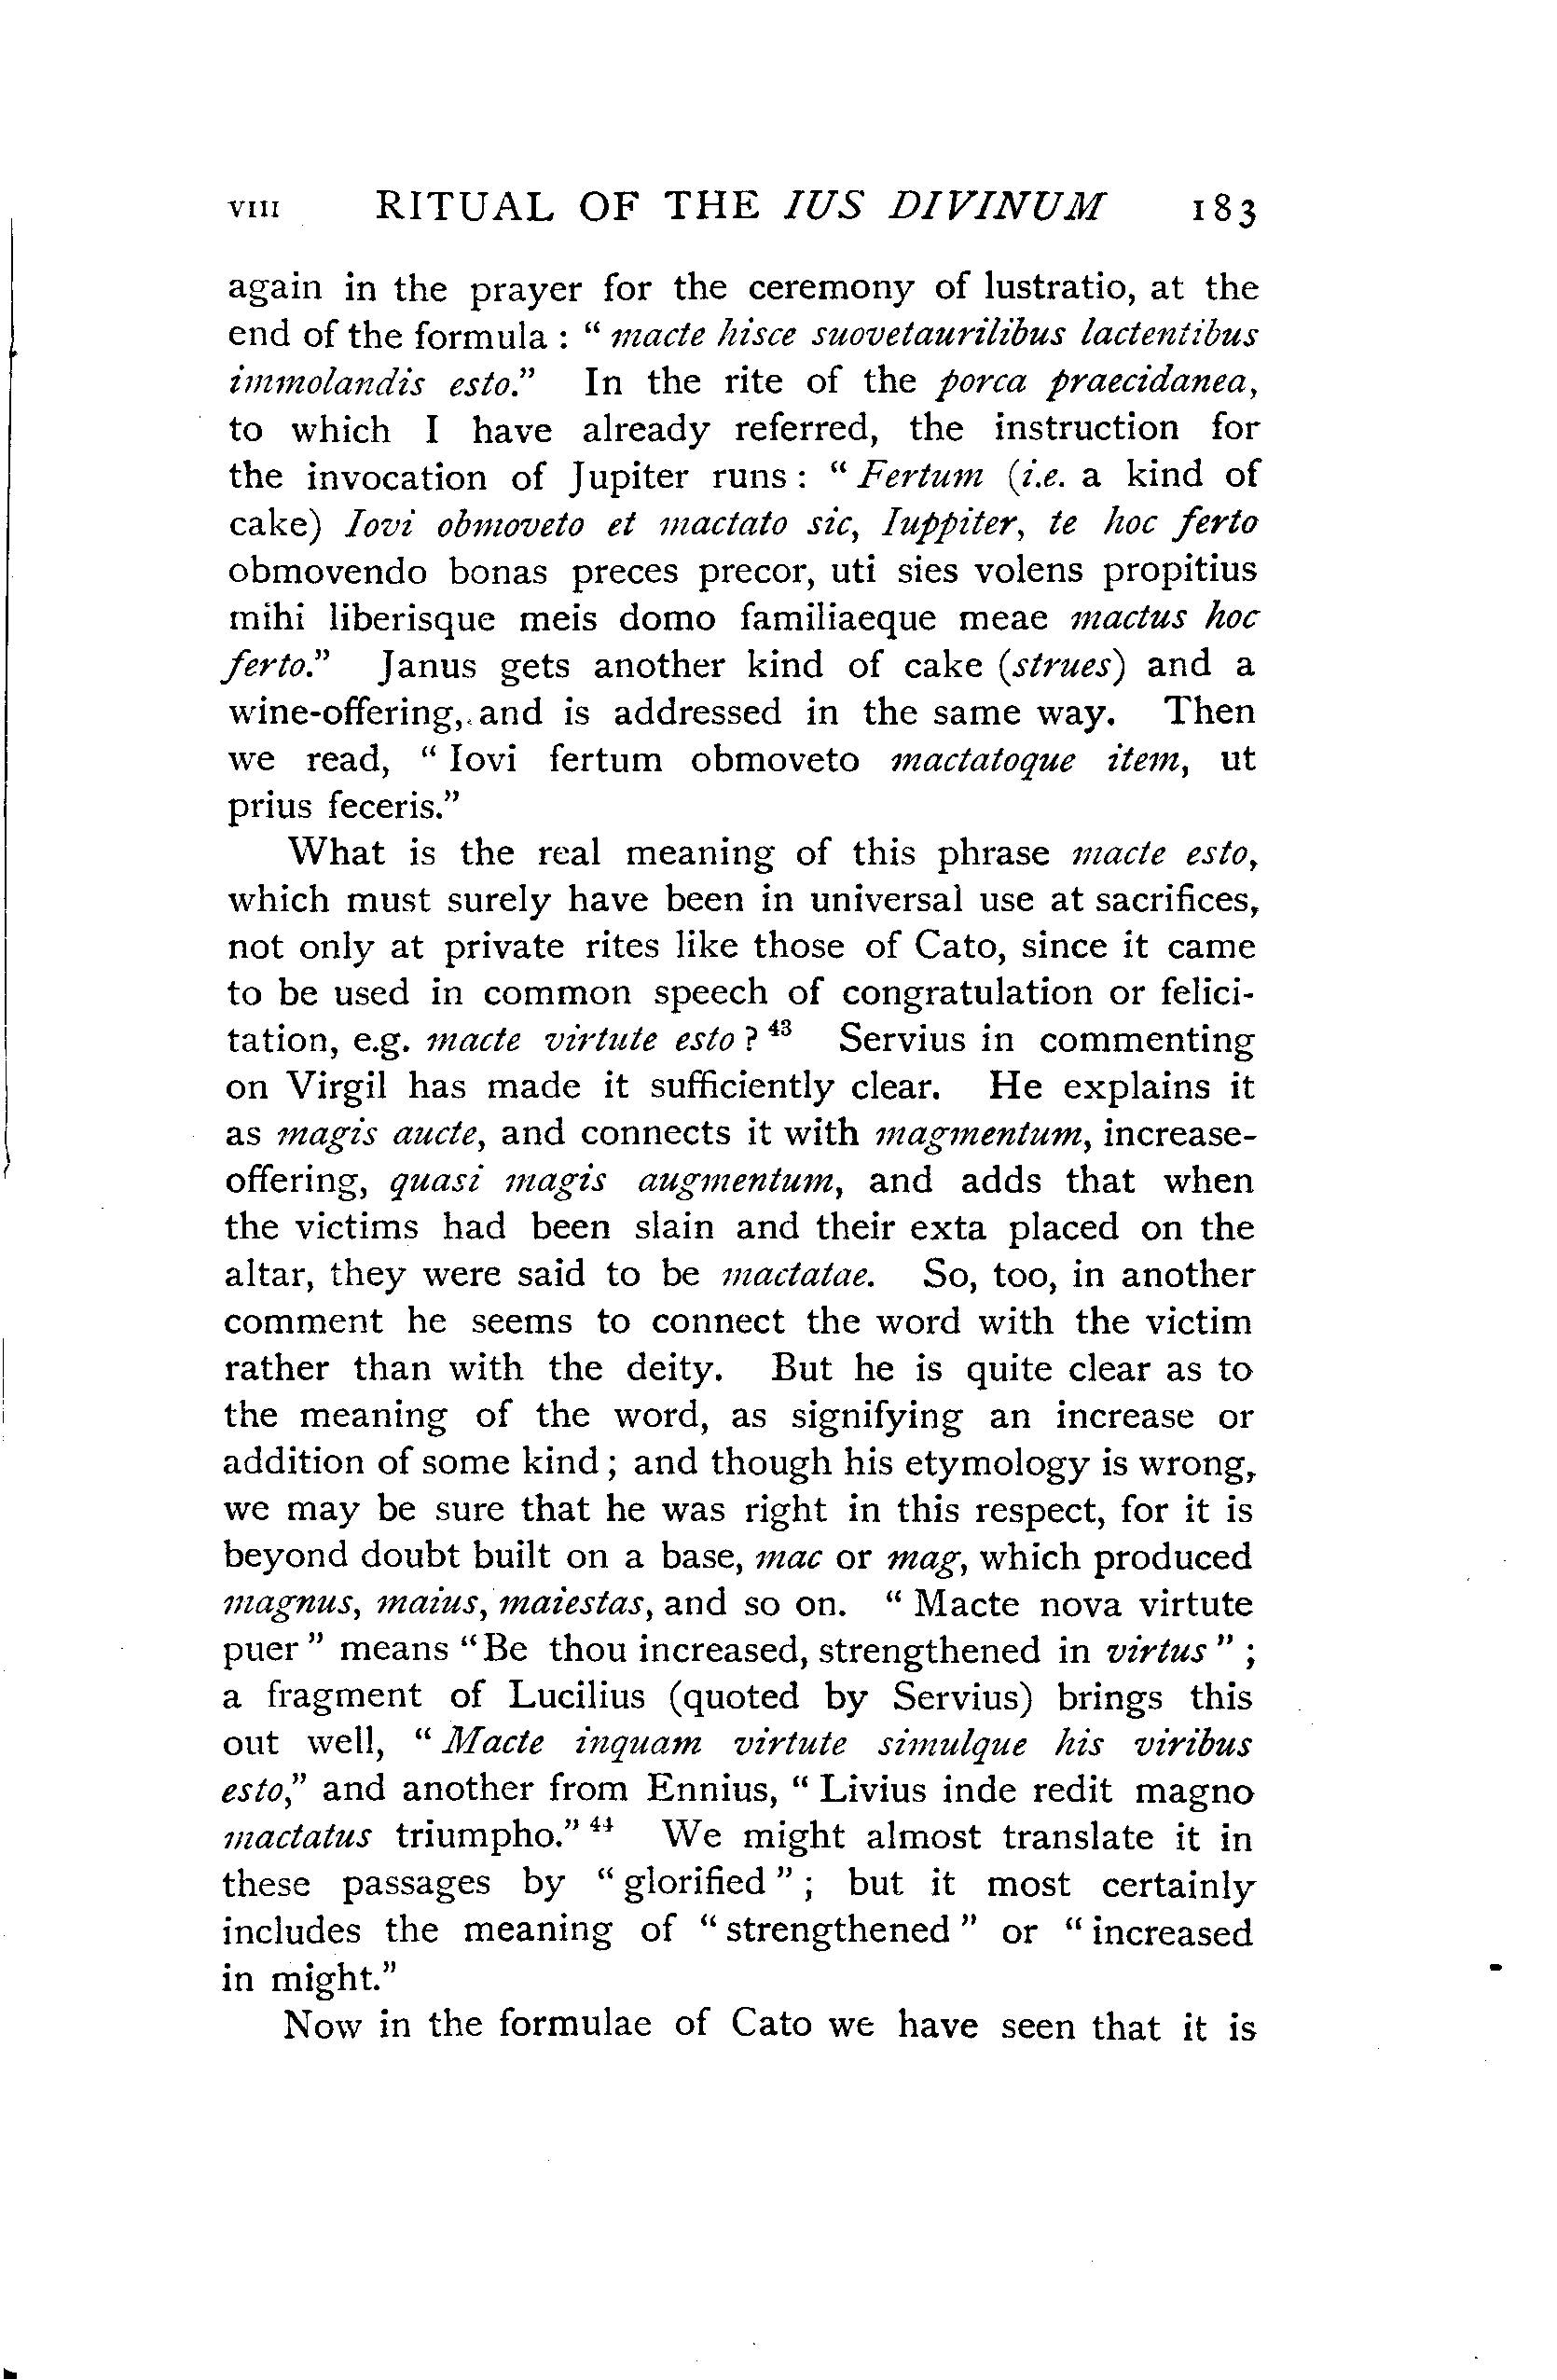 VIII RITUAL OF THE IUS DIVINUM 183
again in the prayer for the ceremony of lustratio, at the
end of the formula : " macte hisce suovetaurilibus lactentibus
immolandis esto." In the rite of the porca praecidanea,
to which I have already referred, the instruction for
the invocation of Jupiter runs : " Fertum (i.e. a kind of
cake) Iovi obmoveto et mactato sic, Iuppiter, te hoc ferto
obmovendo bonas preces precor, uti sies volens propitius
mihi liberisque meis domo familiaeque meae mactus hoc
ferto." Janus gets another kind of cake (strues) and a
wine-offering, and is addressed in the same way. Then
we read, " Iovi fertum obmoveto mactatoque item, ut
prius feceris."
What is the real meaning of this phrase macte esto,
which must surely have been in universal use at sacrifices,
not only at private rites like those of Cato, since it came
to be used in common speech of congratulation or felici-
tation, e.g. macte virtute esto ? 43 Servius in commenting
on Virgil has made it sufficiently clear. He explains it
as magis aucte, and connects it with magmentum, increase-
offering, quasi magis augmentum, and adds that when
the victims had been slain and their exta placed on the
altar, they were said to be mactatae. So, too, in another
comment he seems to connect the word with the victim
rather than with the deity. But he is quite clear as to
the meaning of the word, as signifying an increase or
addition of some kind ; and though his etymology is wrong,
we may be sure that he was right in this respect, for it is
beyond doubt built on a base, mac or mag, which produced
magnus, maius, maiestas, and so on. " Macte nova virtute
puer " means " Be thou increased, strengthened in virtus " ;
a fragment of Lucilius (quoted by Servius) brings this
out well, " Macte inquam virtute simulque his viribus
esto," and another from Ennius, " Livius inde redit magno
mactatus triumpho." 44 We might almost translate it in
these passages by " glorified " ; but it most certainly
includes the meaning of " strengthened " or " increased
in might."
Now in the formulae of Cato we have seen that it is